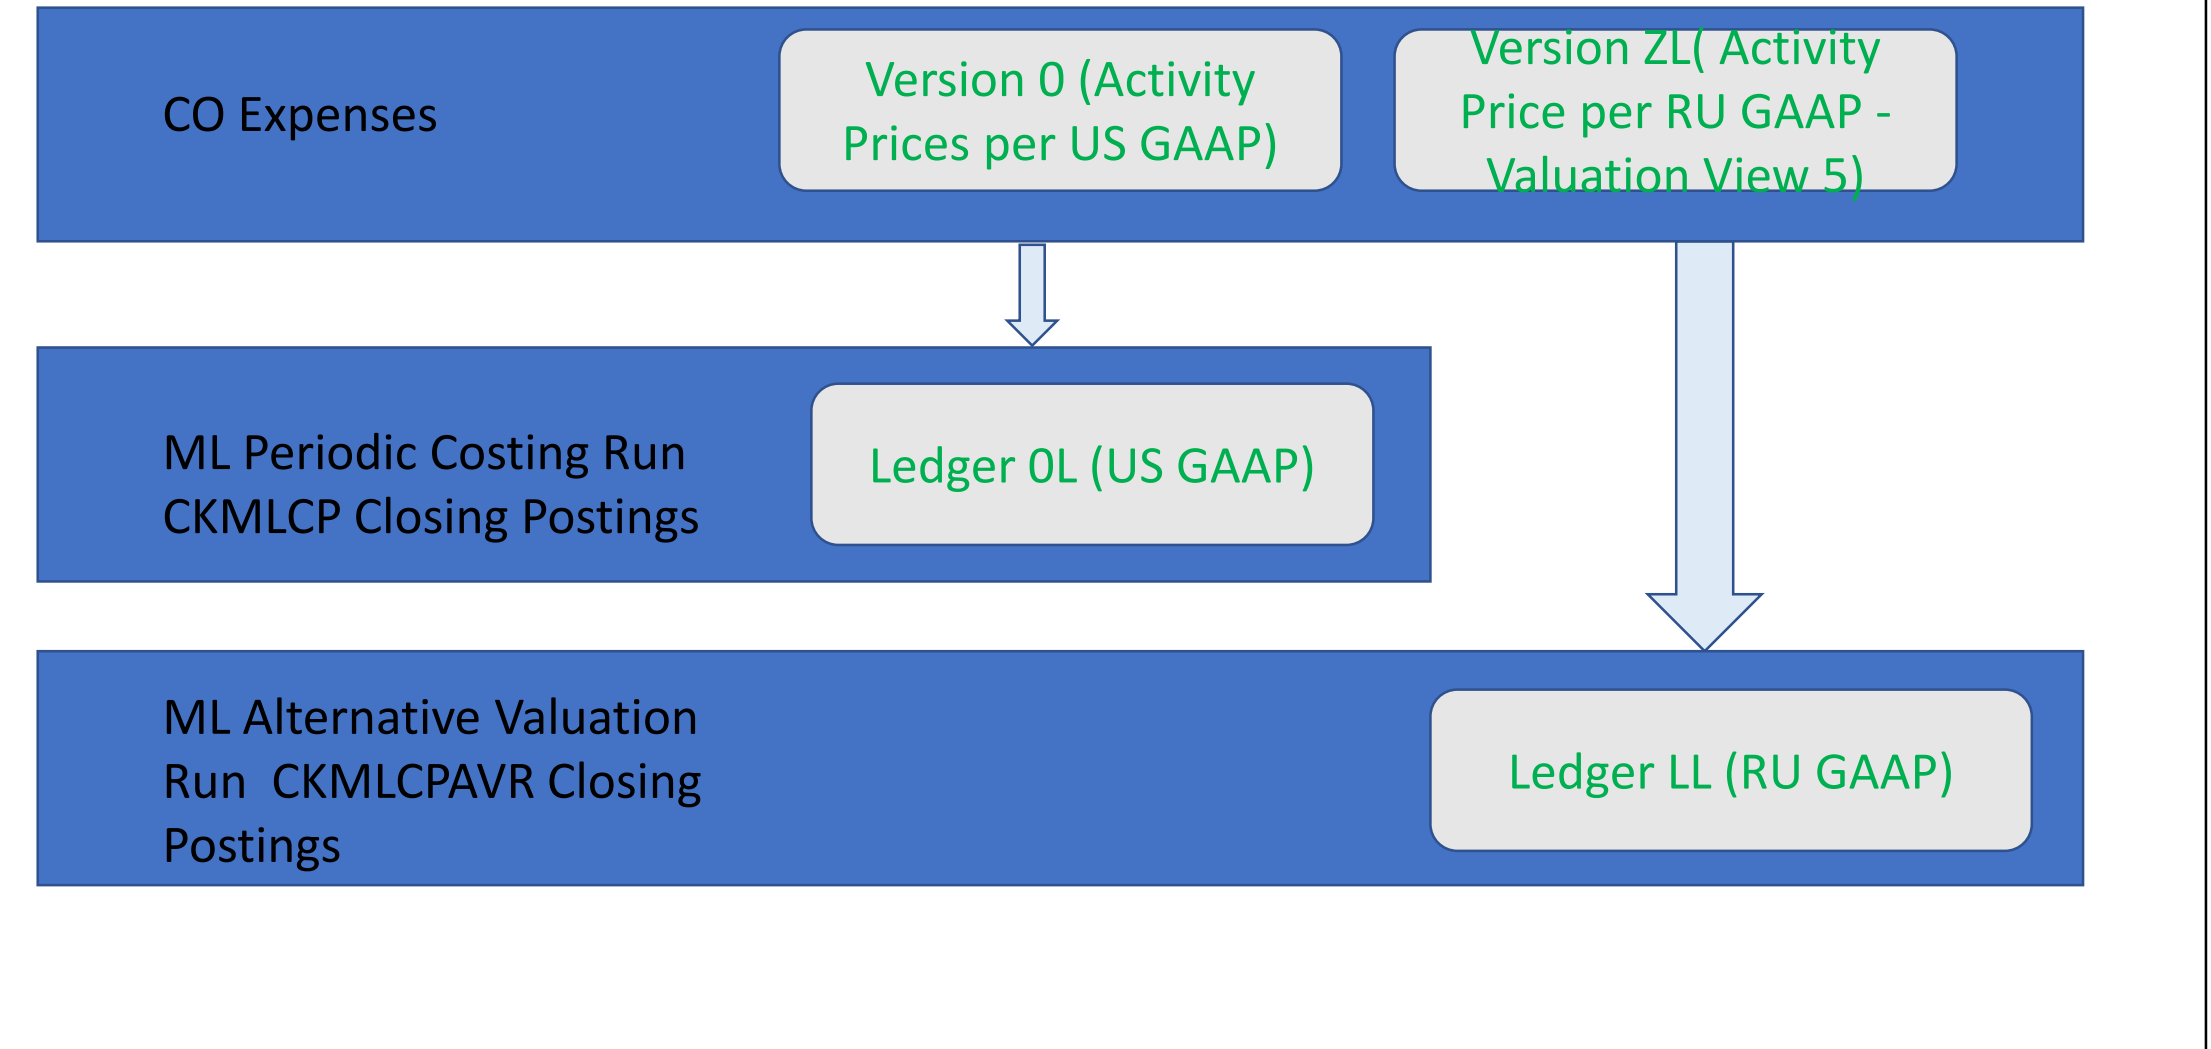 CO Expenses
Version 0 (Activity
Prices per US GAAP)
Version ZL( Activity
Price per RU GAAP -
Valuation View 5)
ML Periodic Costing Run
CKMLCP Closing Postings
Ledger 0L (US GAAP)
ML Alternative Valuation
Run  CKMLCPAVR Closing
Postings
Ledger LL (RU GAAP)